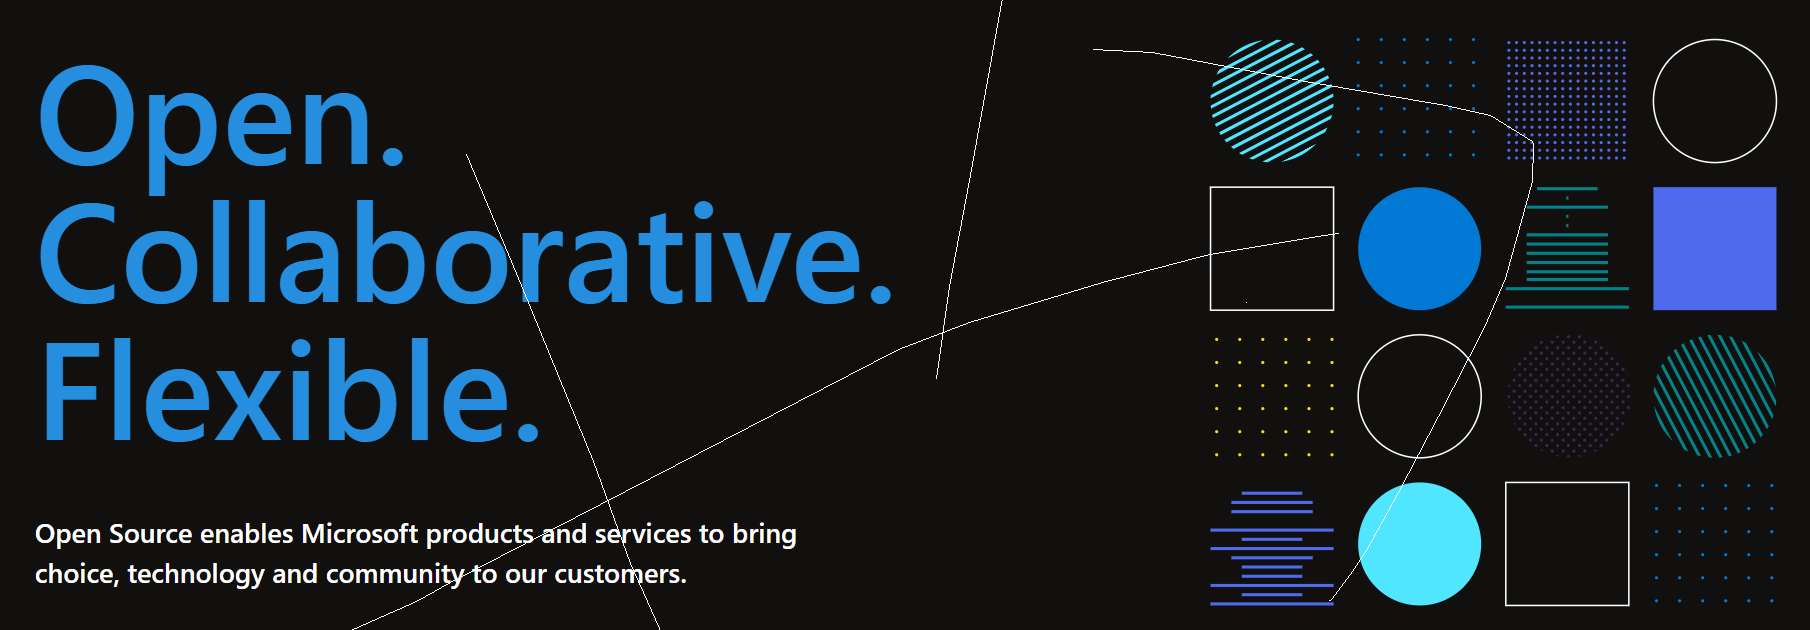 Open.
Collaborative.
Flexible.
Open Source enables Microsoft products and services to bring
choice, technology and community to our customers.